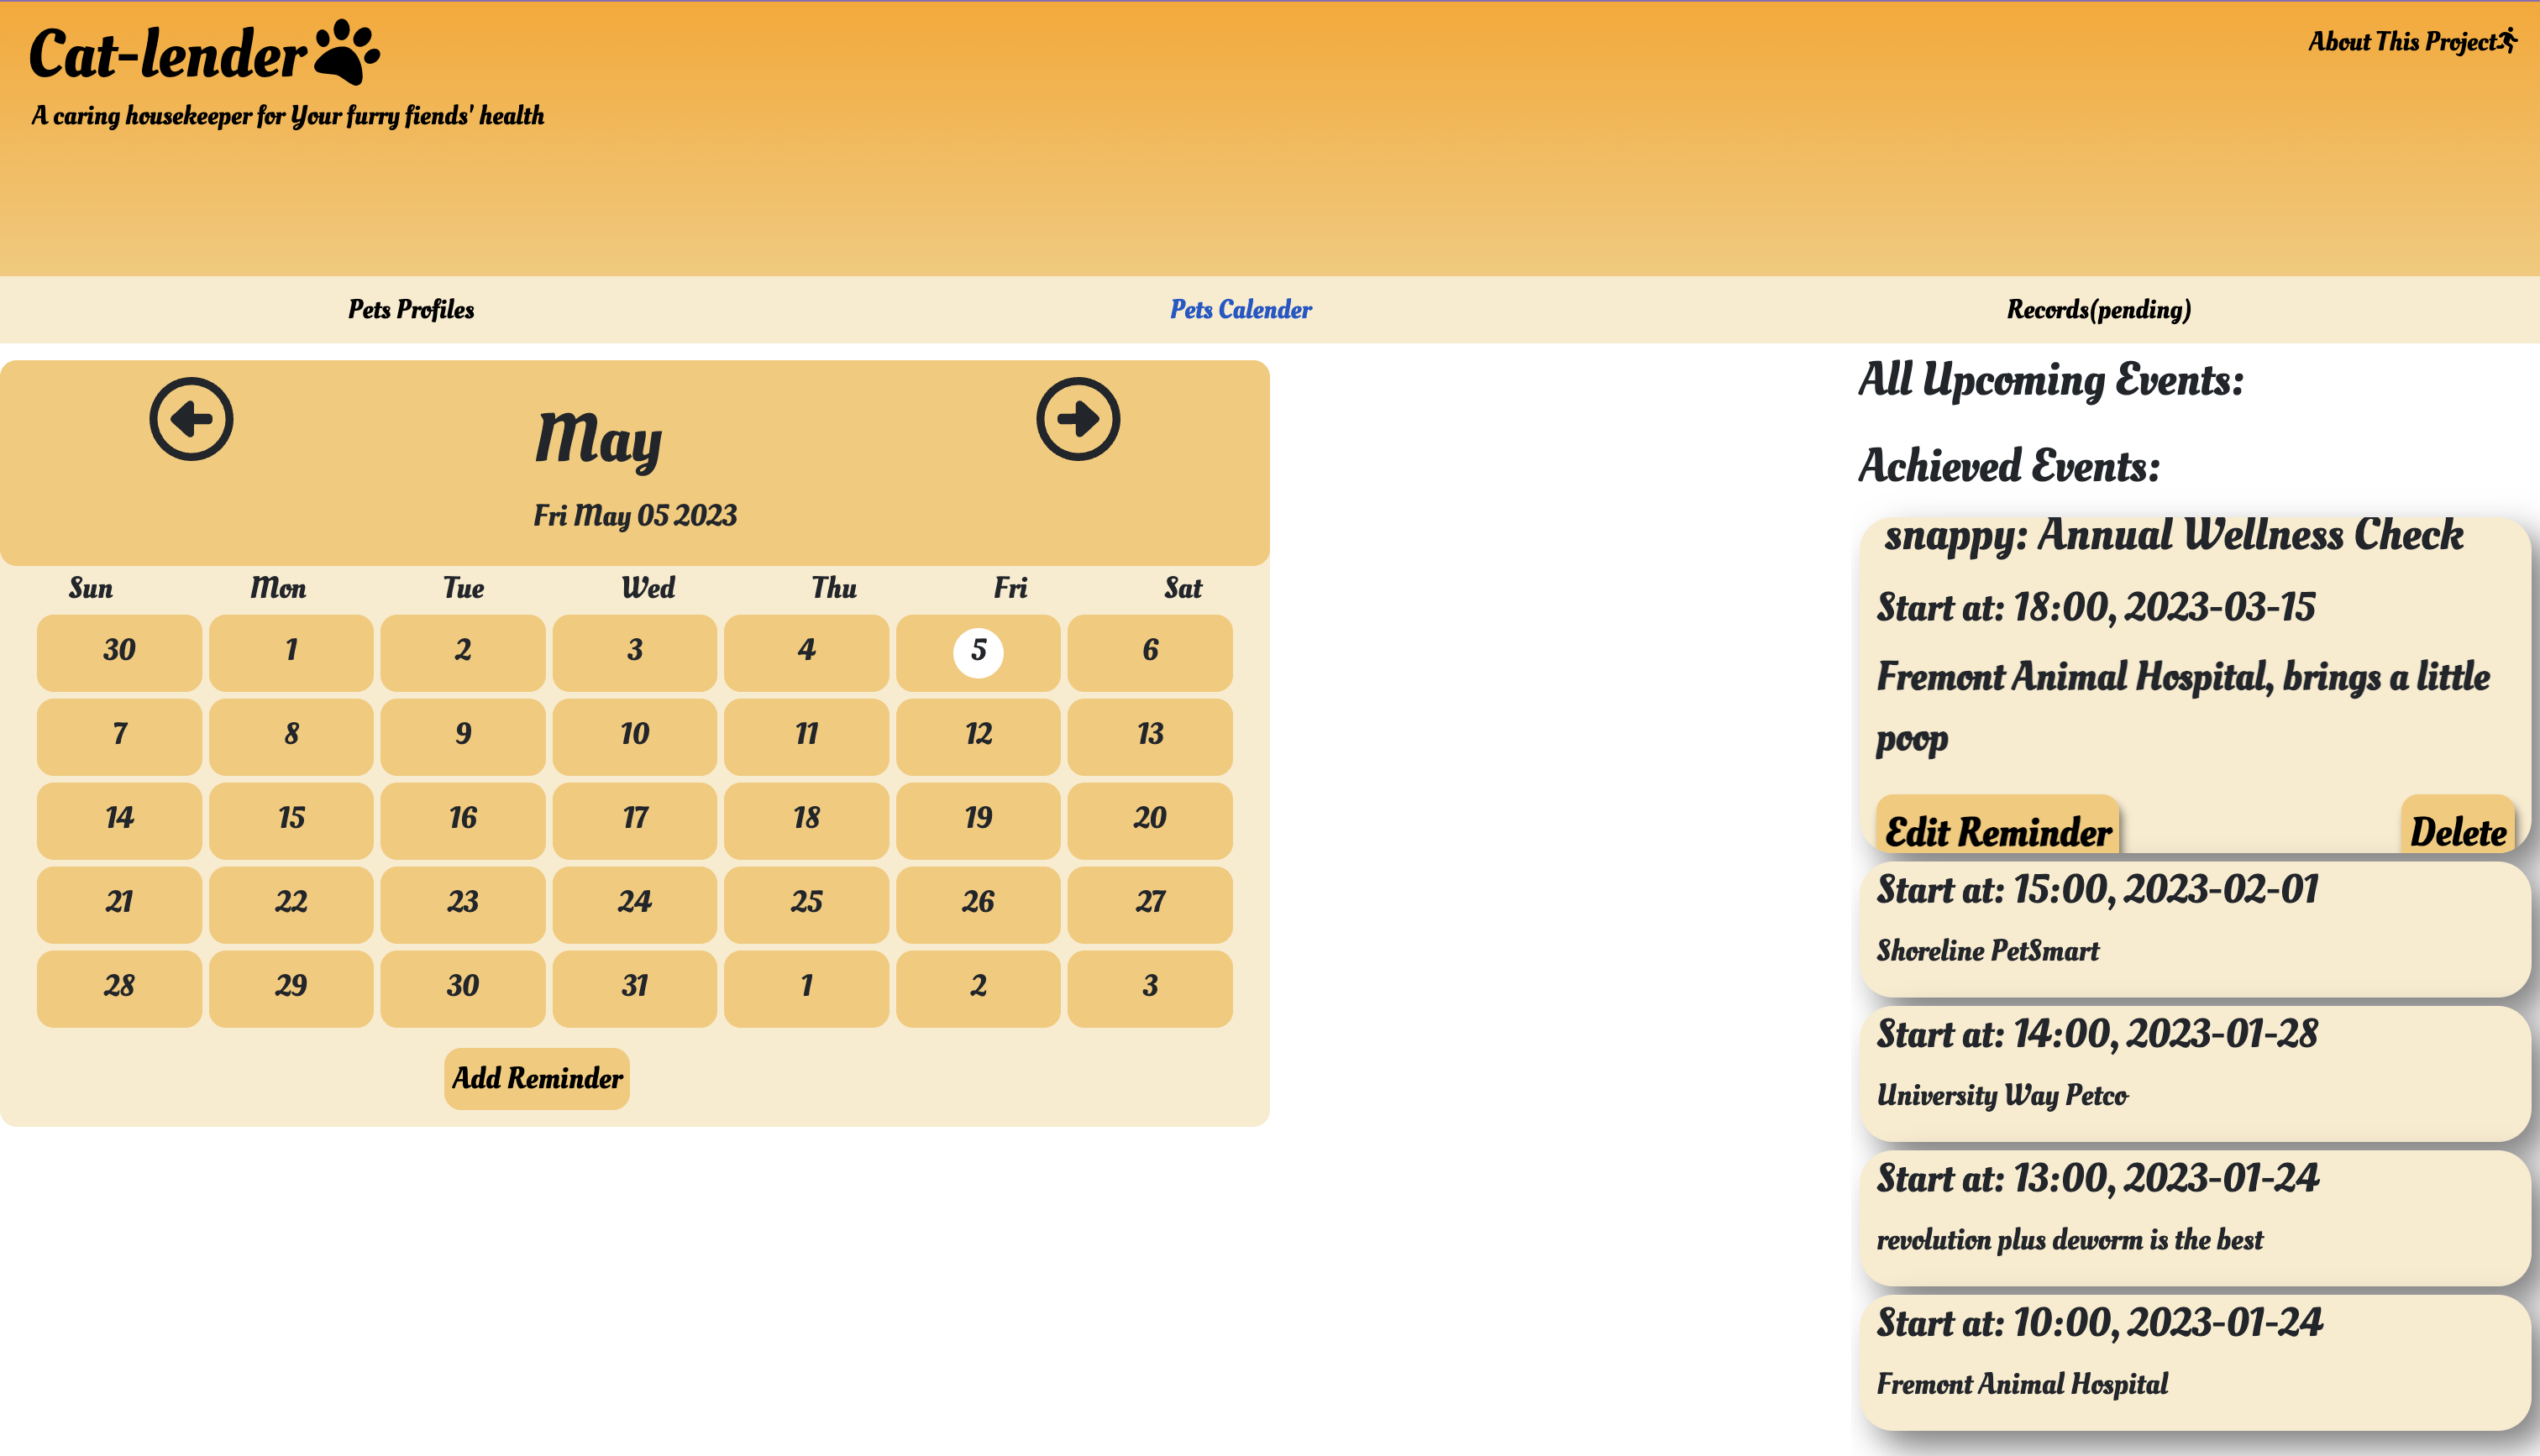 Cat-lender
About This Project
A caring housekeeper for Your furry fiends' health
Pets Profiles
Pets Calender
Records(pending)
May
Fri May 05 2023
Sun Mon Tue Wed Thu Fri Sat
30 1 2 3 4 5 6
7 8 9 10 11 12 13
14 15 16 17 18 19 20
21 22 23 24 25 26 27
28 29 30 31 1 2 3
Add Reminder
All Upcoming Events:
Achieved Events:
snappy: Annual Wellness Check
Start at: 18:00, 2023-03-15
Fremont Animal Hospital, brings a little
poop
Edit Reminder
Delete
Start at: 15:00, 2023-02-01
Shoreline PetSmart
Start at: 14:00, 2023-01-28
University Way Petco
Start at: 13:00, 2023-01-24
revolution plus deworm is the best
Start at: 10:00, 2023-01-24
Fremont Animal Hospital